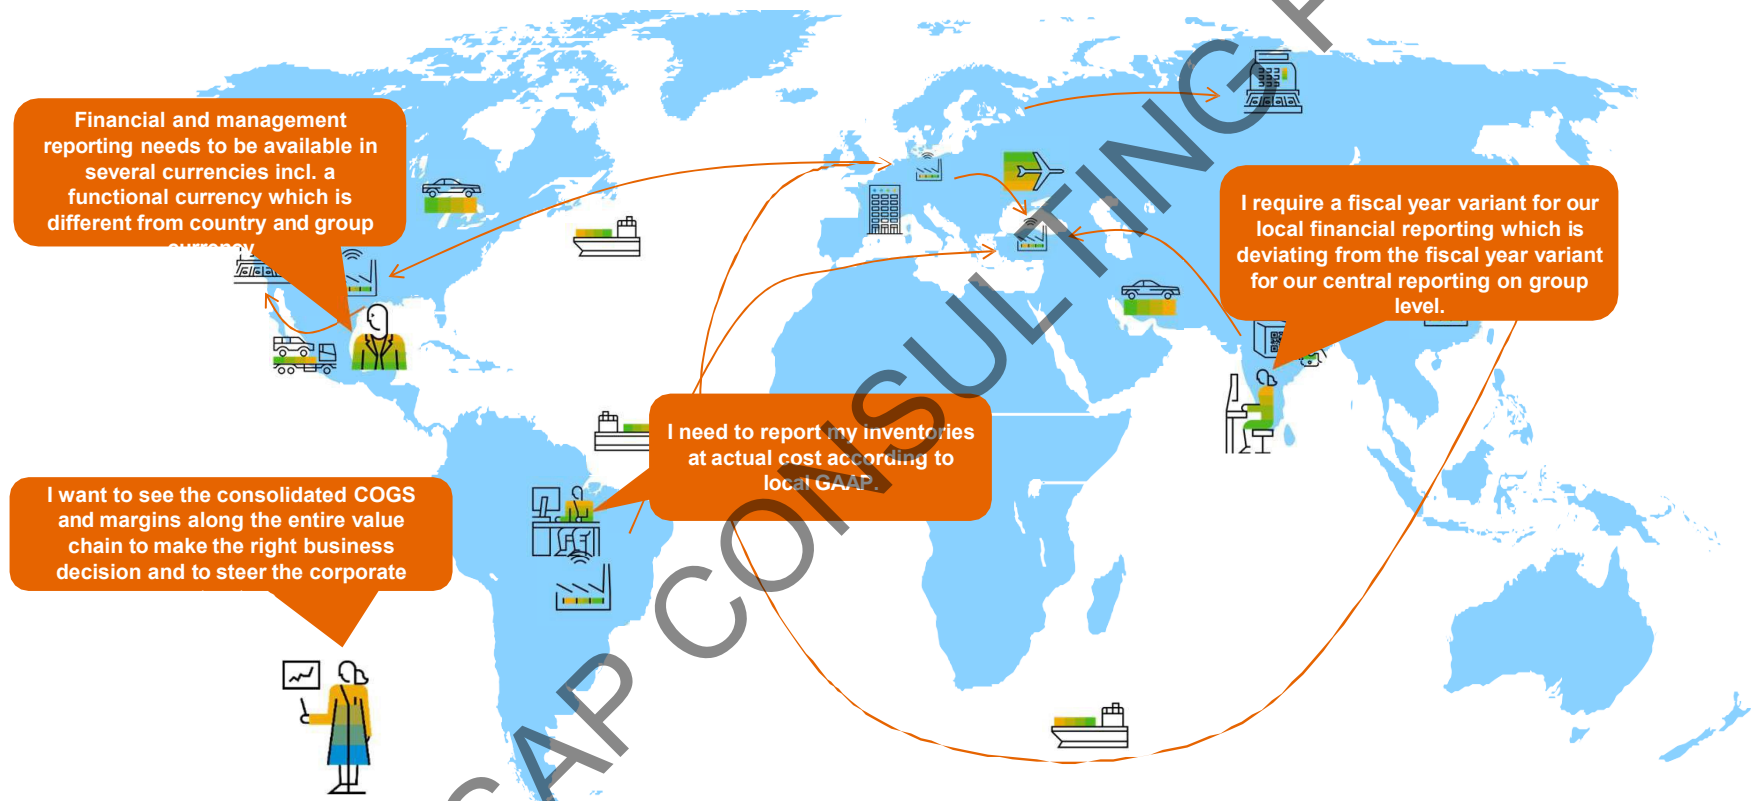 Financial and management
reporting needs to be available in
several currencies incl. a
functional currency which is
different from country and group
currency
I require a fiscal year variant for our
local financial reporting which is
deviating from the fiscal year variant
for our central reporting on group
level.
I need to report my inventories
at actual cost according to
local GAAP.
I want to see the consolidated COGS
and margins along the entire value
chain to make the right business
decision and to steer the corporate
SAP CONSULTING